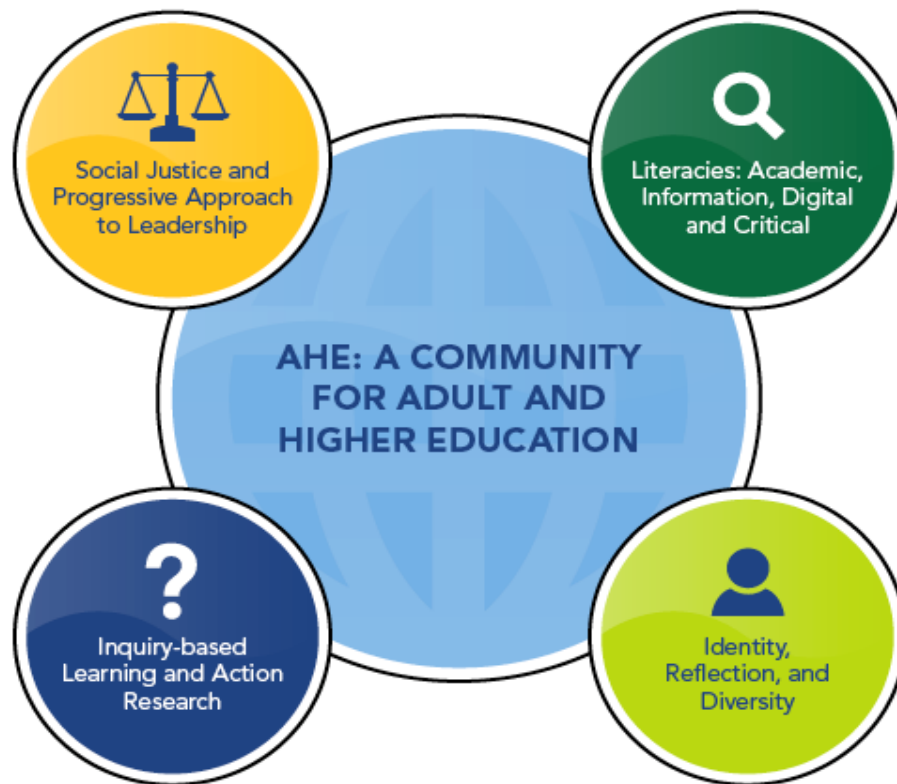 Social Justice and
Progressive Approach
to Leadership
Literacies: Academic,
Information, Digital
and Critical
AHE: A COMMUNITY
FOR ADULT AND
HIGHER EDUCATION
?
Inquiry-based
Learning and Action
Research
Identity,
Reflection, and
Diversity